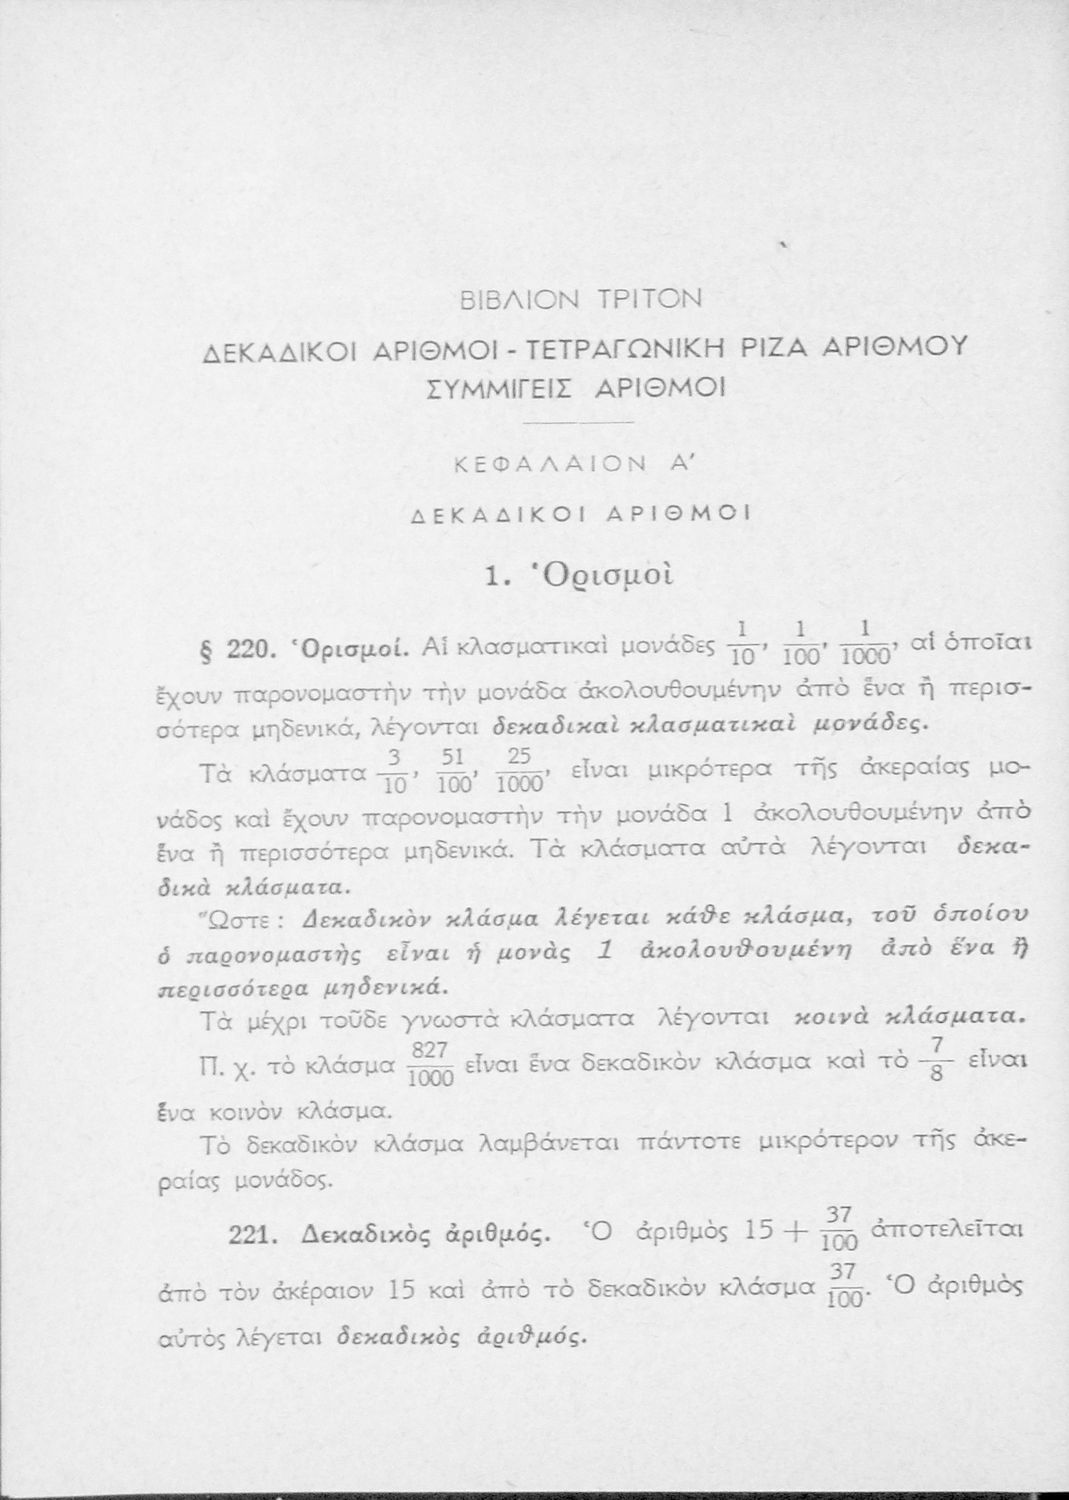 ΒΙΒΛΙΟΝ ΤΡΙΤΟΝ
ΔΕΚΑΔΙΚΟΙ ΑΡΙΘΜΟΙ - ΤΕΤΡΑΓΩΝΙΚΗ ΡΙΖΑ ΑΡΙΘΜΟΥ
ΣΥΜΜΙΓΕΙΣ ΑΡΙΘΜΟΙ
ΚΕΦΑΛΑΙΟΝ Α′
ΔΕΚΑΔΙΚΟΙ ΑΡΙΘΜΟΙ
1. Ὁρισμοὶ
§ 220. Ὁρισμοί. Αἱ κλασματικαὶ μονάδες 1/10, 1/100, 1/1000, αἱ ὁποῖαι
ἔχουν παρονομαστὴν τὴν μονάδα ἀκολουθουμένην ἀπὸ ἕνα ἢ περισ-
σότερα μηδενικά, λέγονται δεκαδικαὶ κλασματικαὶ μονάδες.
Τὰ κλάσματα 3/10, 51/100, 25/1000, εἶναι μικρότερα τῆς ἀκεραίας μο-
νάδος καὶ ἔχουν παρονομαστὴν τὴν μονάδα 1 ἀκολουθουμένην ἀπὸ
ἕνα ἢ περισσότερα μηδενικά. Τὰ κλάσματα αὐτὰ λέγονται δεκα-
δικὰ κλάσματα.
Ὥστε : Δεκαδικὸν κλάσμα λέγεται κάθε κλάσμα, τοῦ ὁποίου
ὁ παρονομαστὴς εἶναι ἡ μονὰς 1 ἀκολουθουμένη ἀπὸ ἕνα ἢ
περισσότερα μηδενικά.
Τὰ μέχρι τοῦδε γνωστὰ κλάσματα λέγονται κοινὰ κλάσματα.
Π. χ. τὸ κλάσμα 827/1000 εἶναι ἕνα δεκαδικὸν κλάσμα καὶ τὸ 7/8 εἶναι
ἕνα κοινὸν κλάσμα.
Τὸ δεκαδικὸν κλάσμα λαμβάνεται πάντοτε μικρότερον τῆς ἀκε-
ραίας μονάδος.
221. Δεκαδικὸς ἀριθμός. Ὁ ἀριθμὸς 15 + 37/100 ἀποτελεῖται
ἀπὸ τὸν ἀκέραιον 15 καὶ ἀπὸ τὸ δεκαδικὸν κλάσμα 37/100. Ὁ ἀριθμὸς
αὐτὸς λέγεται δεκαδικὸς ἀριθμός.